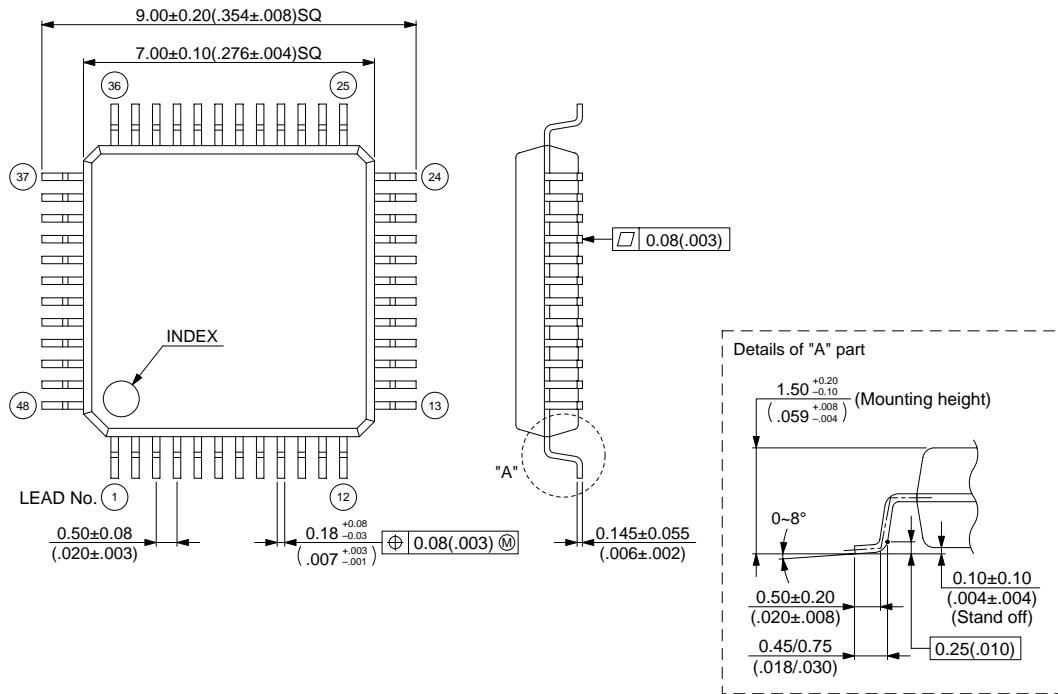 9.00±0.20(.354±.008)SQ
7.00±0.10(.276±.004)SQ
36
25
37
24
0.08(.003)
INDEX
48
13
"A"
LEAD No.
1
12
0.50±0.08
(.020±.003)
0.18 +0.08 –0.03
(.007 +.003 –.001)
0.08(.003) Ⓜ
0.145±0.055
(.006±.002)
Details of "A" part
1.50 +0.20 –0.10
(.059 +.008 –.004)
(Mounting height)
0~8°
0.50±0.20
(.020±.008)
0.45/0.75
(.018/.030)
0.10±0.10
(.004±.004)
(Stand off)
0.25(.010)